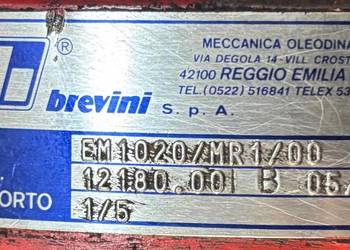 MECCANICA OLEODINA
VIA DEGOLA 14 - VILL. CROST
42100 REGGIO EMILIA
TEL. (0522) 516841 TELEX 53
®
brevini S.p.A.
EM1020/MR1/00
12180.00 B 05/
ORTO
1/5